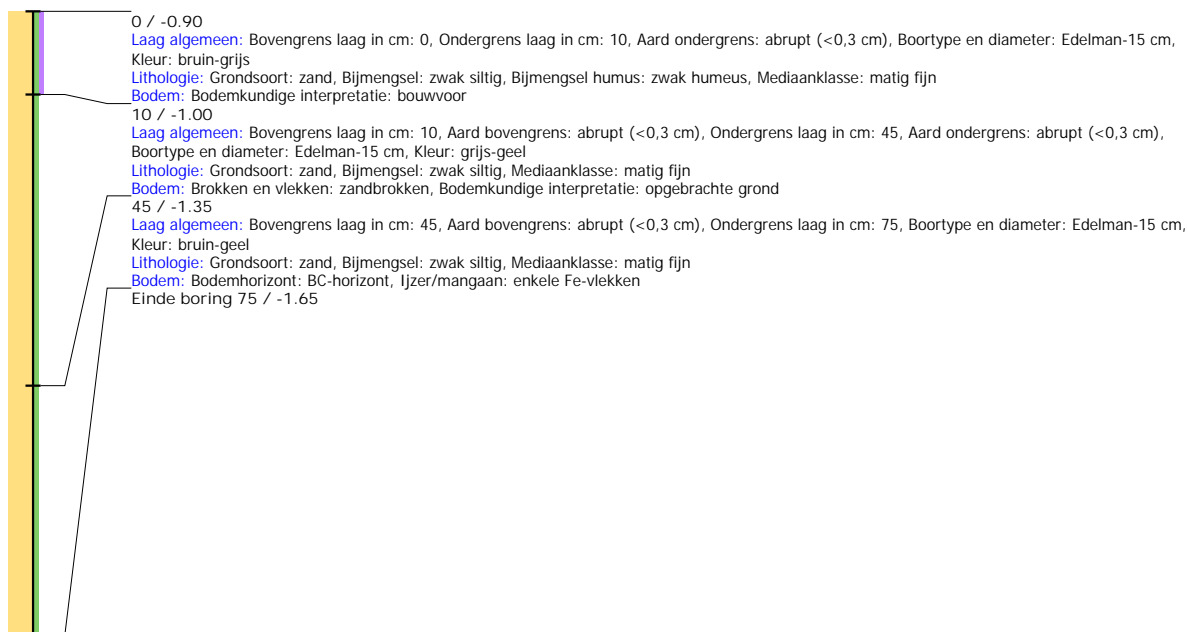 0 / -0.90
Laag algemeen: Bovengrens laag in cm: 0, Ondergrens laag in cm: 10, Aard ondergrens: abrupt (<0,3 cm), Boortype en diameter: Edelman-15 cm,
Kleur: bruin-grijs
Lithologie: Grondsoort: zand, Bijmengsel: zwak siltig, Bijmengsel humus: zwak humeus, Mediaanklasse: matig fijn
Bodem: Bodemkundige interpretatie: bouwvoor
10 / -1.00
Laag algemeen: Bovengrens laag in cm: 10, Aard bovengrens: abrupt (<0,3 cm), Ondergrens laag in cm: 45, Aard ondergrens: abrupt (<0,3 cm),
Boortype en diameter: Edelman-15 cm, Kleur: grijs-geel
Lithologie: Grondsoort: zand, Bijmengsel: zwak siltig, Mediaanklasse: matig fijn
Bodem: Brokken en vlekken: zandbrokken, Bodemkundige interpretatie: opgebrachte grond
45 / -1.35
Laag algemeen: Bovengrens laag in cm: 45, Aard bovengrens: abrupt (<0,3 cm), Ondergrens laag in cm: 75, Boortype en diameter: Edelman-15 cm,
Kleur: bruin-geel
Lithologie: Grondsoort: zand, Bijmengsel: zwak siltig, Mediaanklasse: matig fijn
Bodem: Bodemhorizont: BC-horizont, Ijzer/mangaan: enkele Fe-vlekken
Einde boring 75 / -1.65